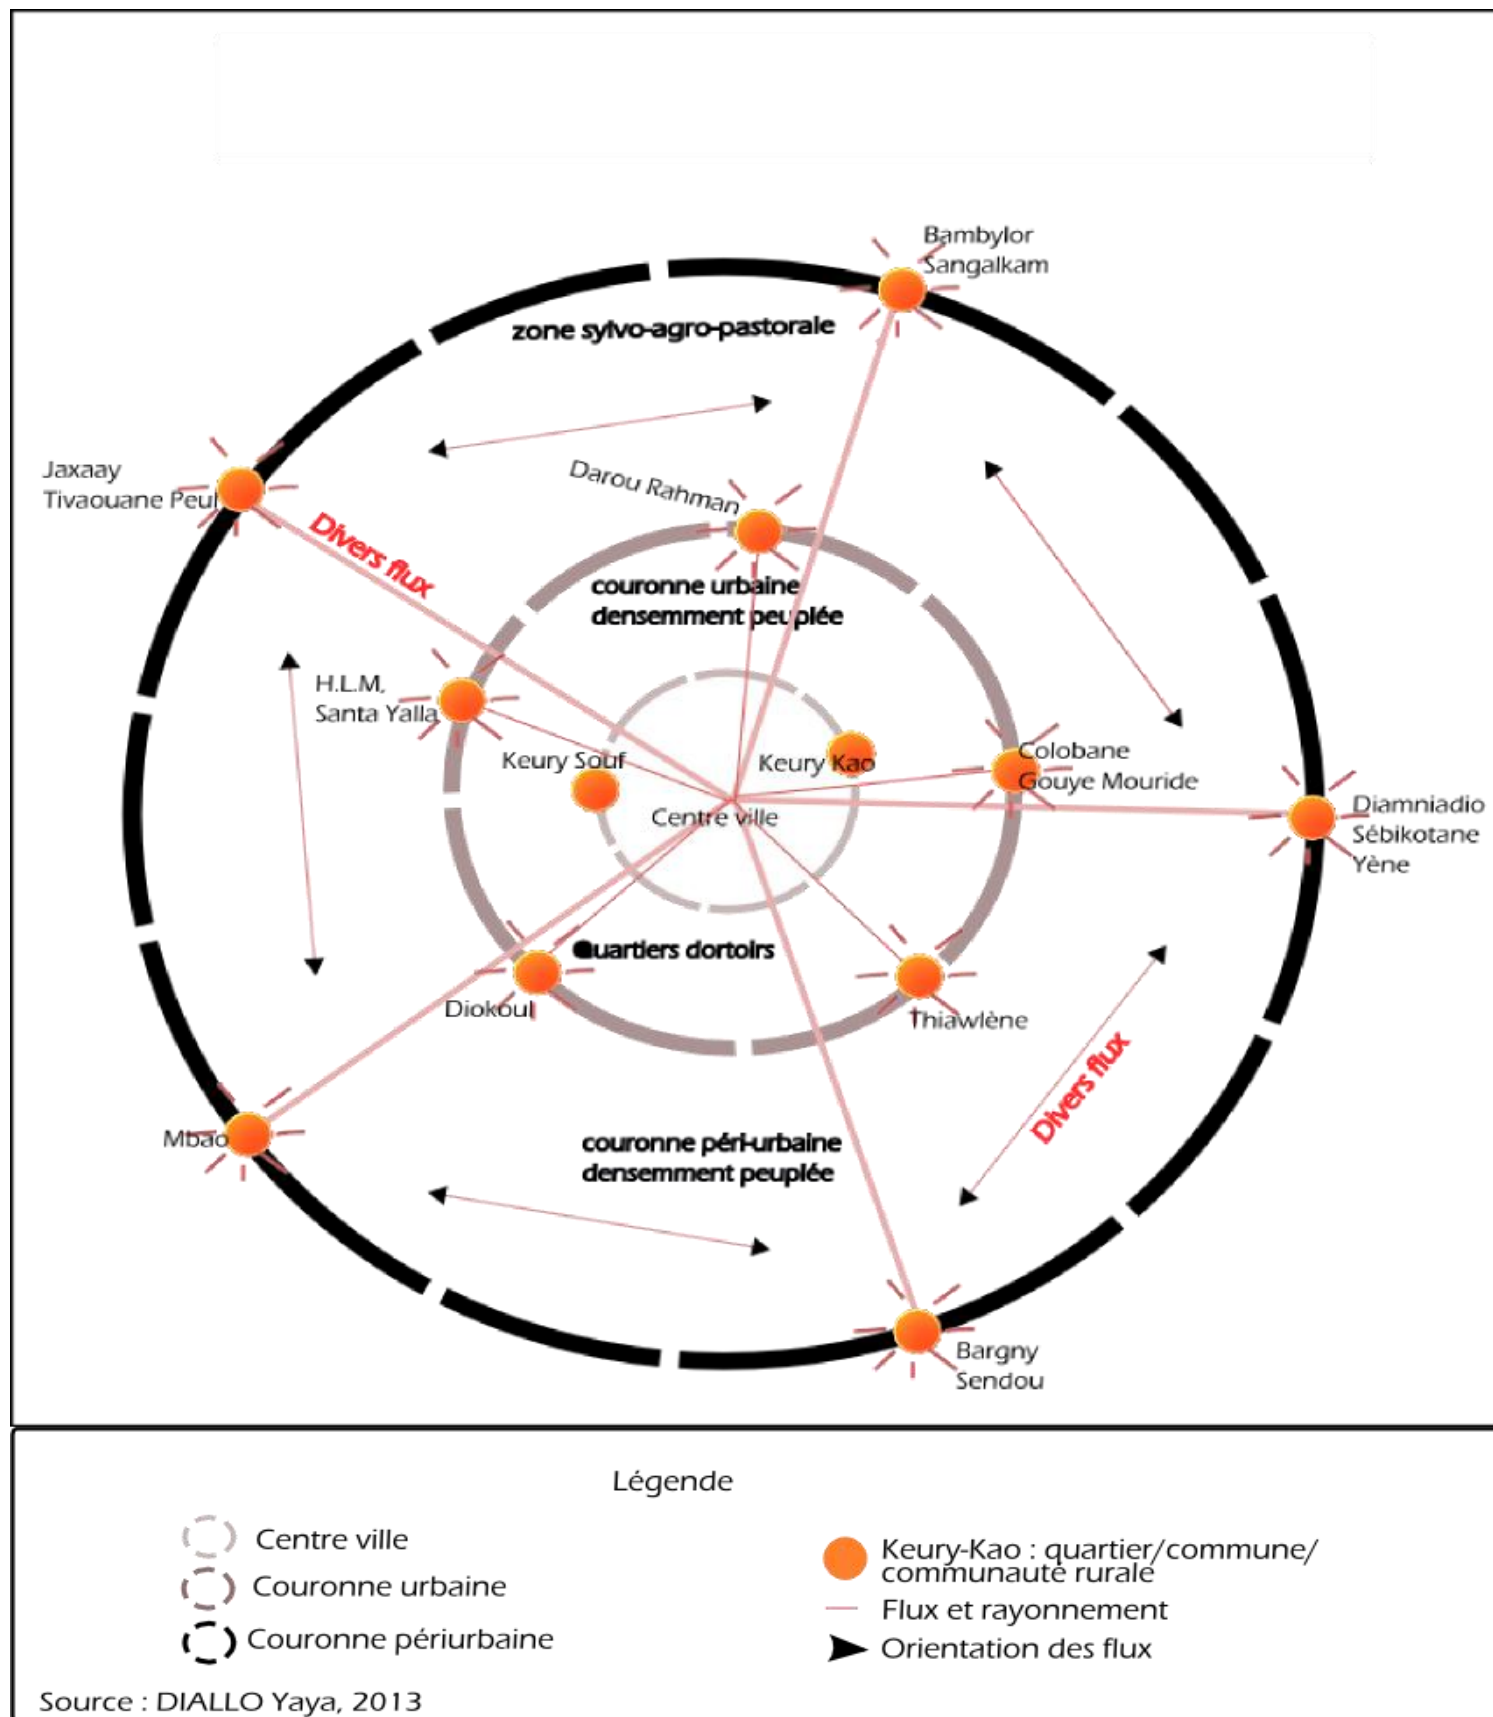 Bambylor
Sangalkam
zone sylvo-agro-pastorale
Jaxaay
Tivaouane Peul
Darou Rahman
Divers flux
couronne urbaine
densemment peuplée
H.L.M,
Santa Yalla
Keury Souf
Keury Kao
Colobane
Gouye Mouride
Centre ville
Diamniadio
Sébikotane
Yène
Quartiers dortoirs
Diokoul
Thiawlène
Divers flux
Mbao
couronne péri-urbaine
densemment peuplée
Bargny
Sendou
Légende
Centre ville
Couronne urbaine
Couronne périurbaine
Keury-Kao : quartier/commune/
communauté rurale
Flux et rayonnement
Orientation des flux
Source : DIALLO Yaya, 2013